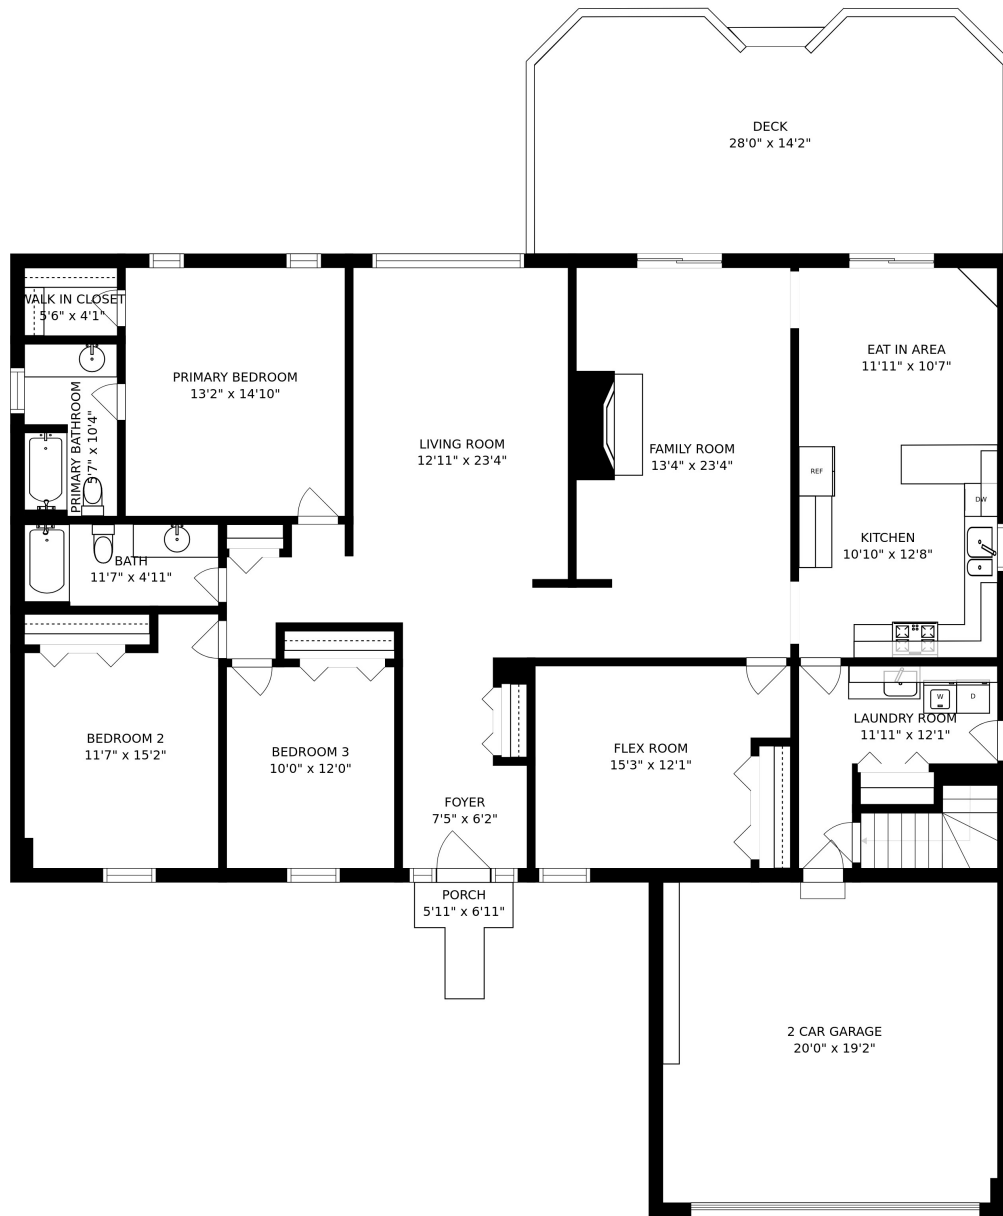 DECK
28'0" x 14'2"
WALK IN CLOSET
5'6" x 4'1"
PRIMARY BEDROOM
13'2" x 14'10"
PRIMARY BATHROOM
5'7" x 10'4"
LIVING ROOM
12'11" x 23'4"
FAMILY ROOM
13'4" x 23'4"
EAT IN AREA
11'11" x 10'7"
REF
DW
KITCHEN
10'10" x 12'8"
BATH
11'7" x 4'11"
BEDROOM 2
11'7" x 15'2"
BEDROOM 3
10'0" x 12'0"
FOYER
7'5" x 6'2"
FLEX ROOM
15'3" x 12'1"
W
D
LAUNDRY ROOM
11'11" x 12'1"
PORCH
5'11" x 6'11"
2 CAR GARAGE
20'0" x 19'2"